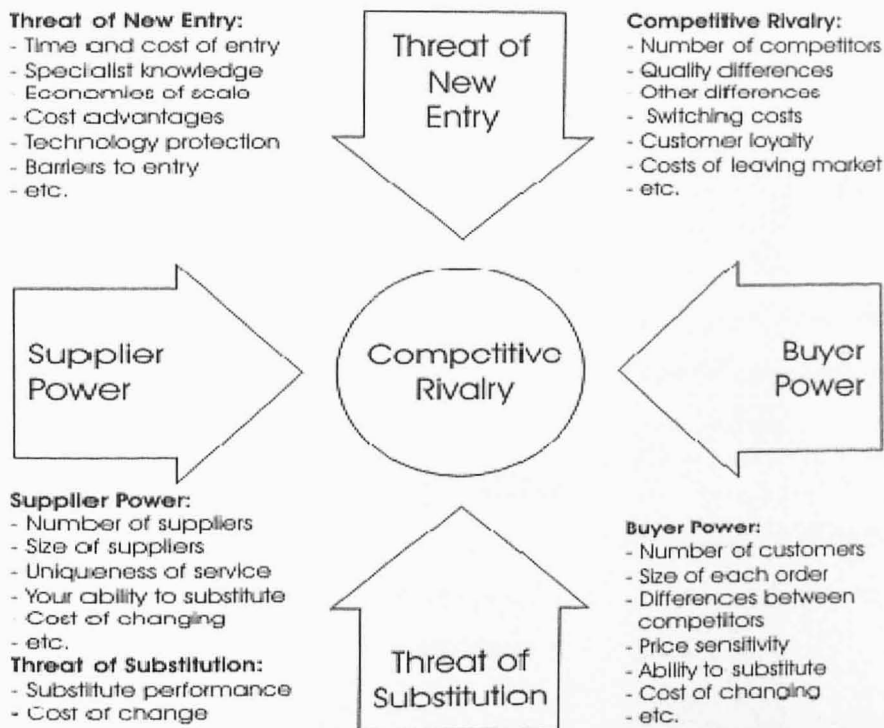 Threat of New Entry:
- Time and cost of entry
- Specialist knowledge
- Economies of scale
- Cost advantages
- Technology protection
- Barriers to entry
- etc.
Threat of
New
Entry
Competitive Rivalry:
- Number of competitors
- Quality differences
- Other differences
- Switching costs
- Customer loyalty
- Costs of leaving market
- etc.
Supplier
Power
Competitive
Rivalry
Buyer
Power
Supplier Power:
- Number of suppliers
- Size of suppliers
- Uniqueness of service
- Your ability to substitute
- Cost of changing
- etc.
Threat of Substitution:
- Substitute performance
- Cost of change
Threat of
Substitution
Buyer Power:
- Number of customers
- Size of each order
- Differences between
competitors
- Price sensitivity
- Ability to substitute
- Cost of changing
- etc.